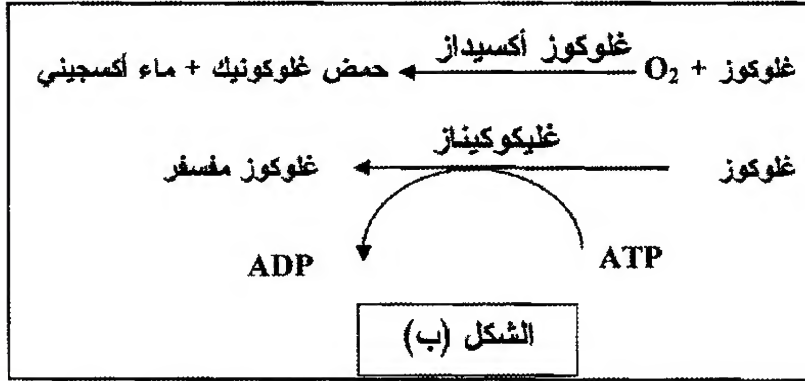 غلوكوز أكسيداز
غلوكوز + O₂ حمض غلوكونيك + ماء أكسجيني
غليكوكيناز
غلوكوز غلوكوز مفسفر
ATP ADP
الشكل (ب)